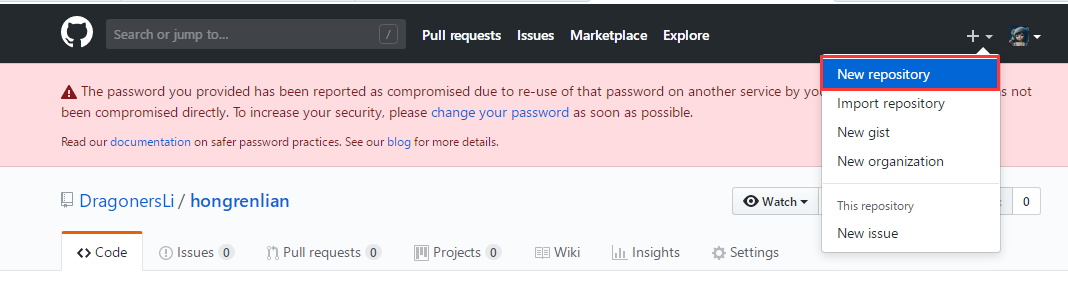 Search or jump to... / Pull requests Issues Marketplace Explore
New repository
Import repository
New gist
New organization
This repository
New issue
The password you provided has been reported as compromised due to re-use of that password on another service by you s not
been compromised directly. To increase your security, please change your password as soon as possible.
Read our documentation on safer password practices. See our blog for more details.
DragonersLi / hongrenlian Watch 0
Code Issues 0 Pull requests 0 Projects 0 Wiki Insights Settings